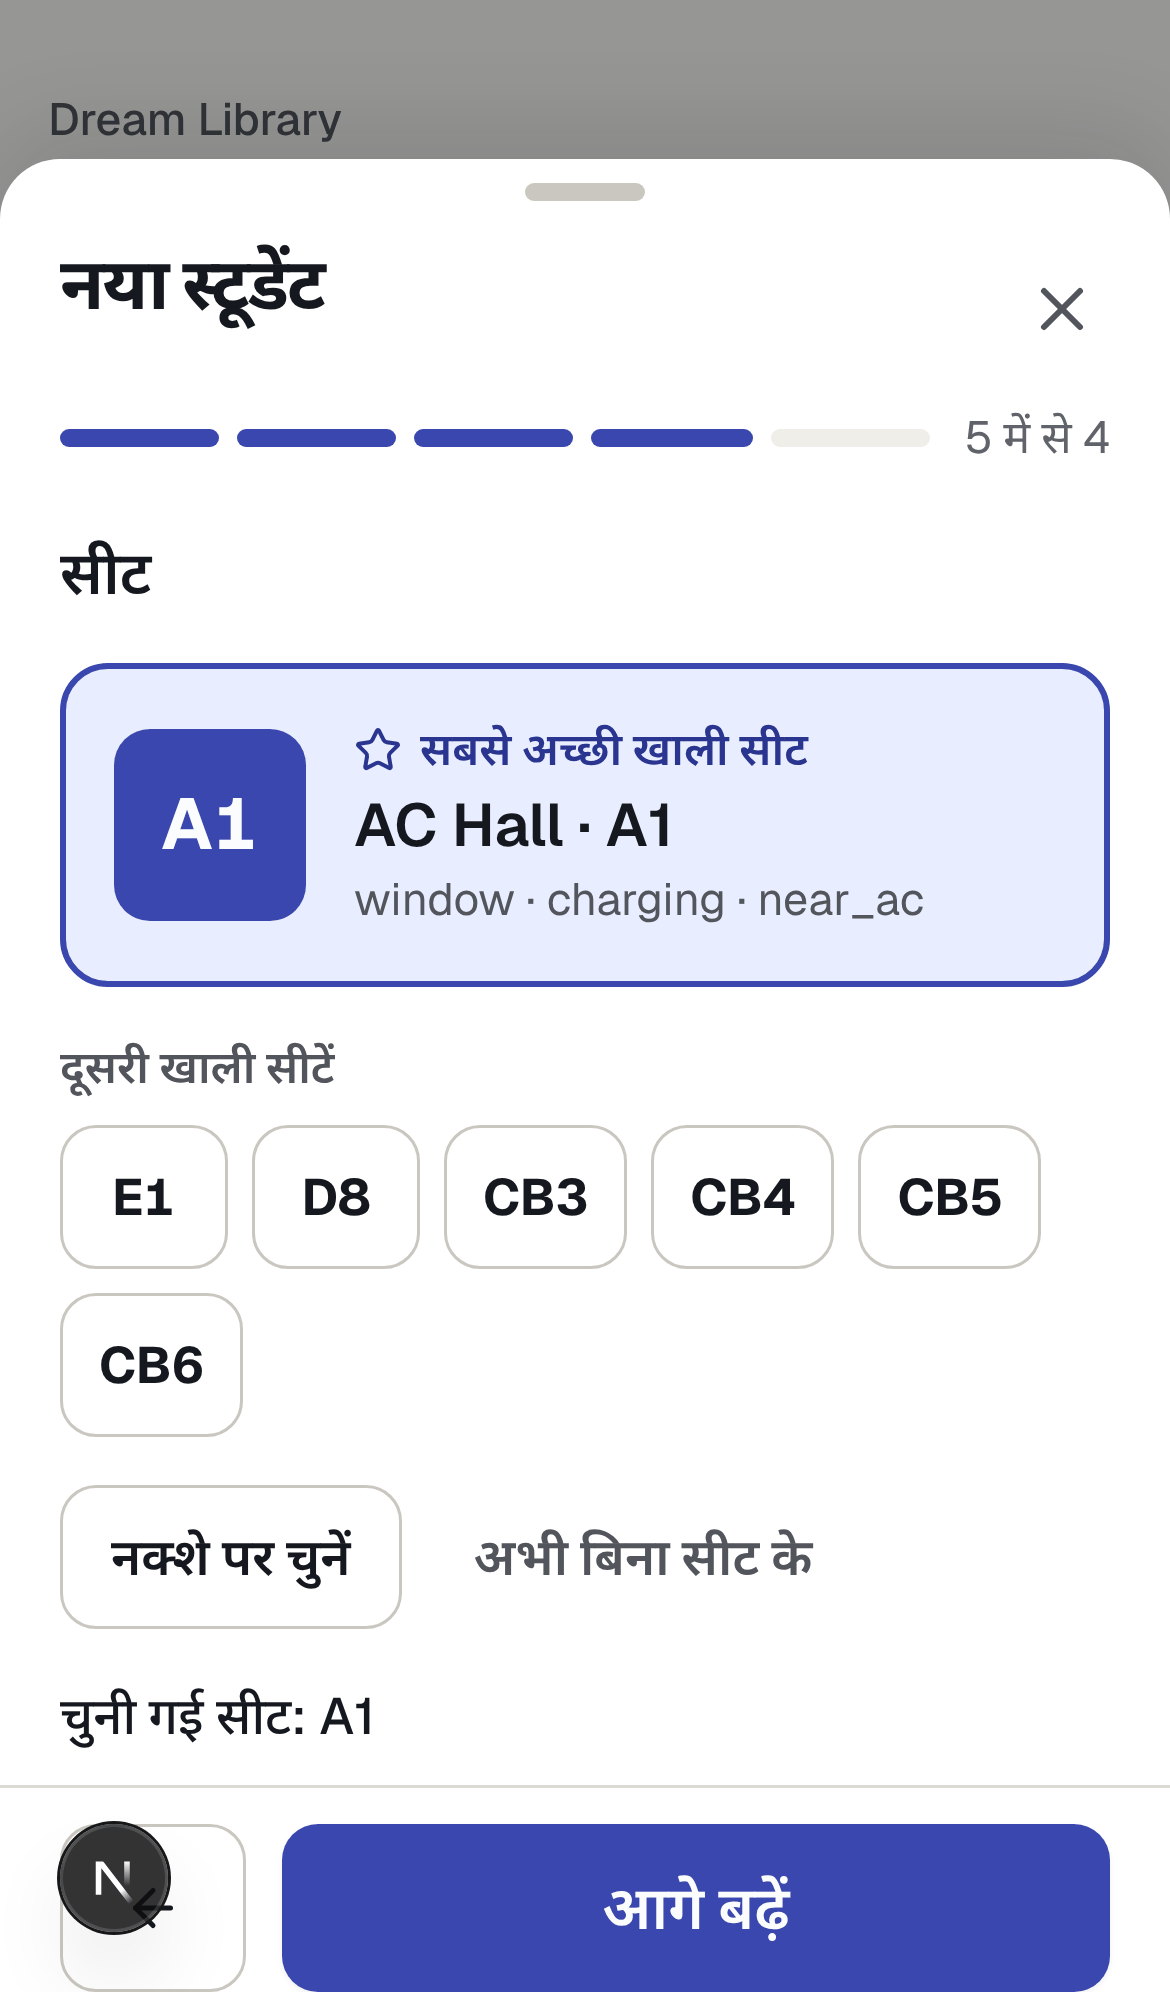 Dream Library
नया स्टूडेंट
5 में से 4
सीट
A1
सबसे अच्छी खाली सीट
AC Hall · A1
window · charging · near_ac
दूसरी खाली सीटें
E1 D8 CB3 CB4 CB5
CB6
नक्शे पर चुनें अभी बिना सीट के
चुनी गई सीट: A1
N
आगे बढ़ें